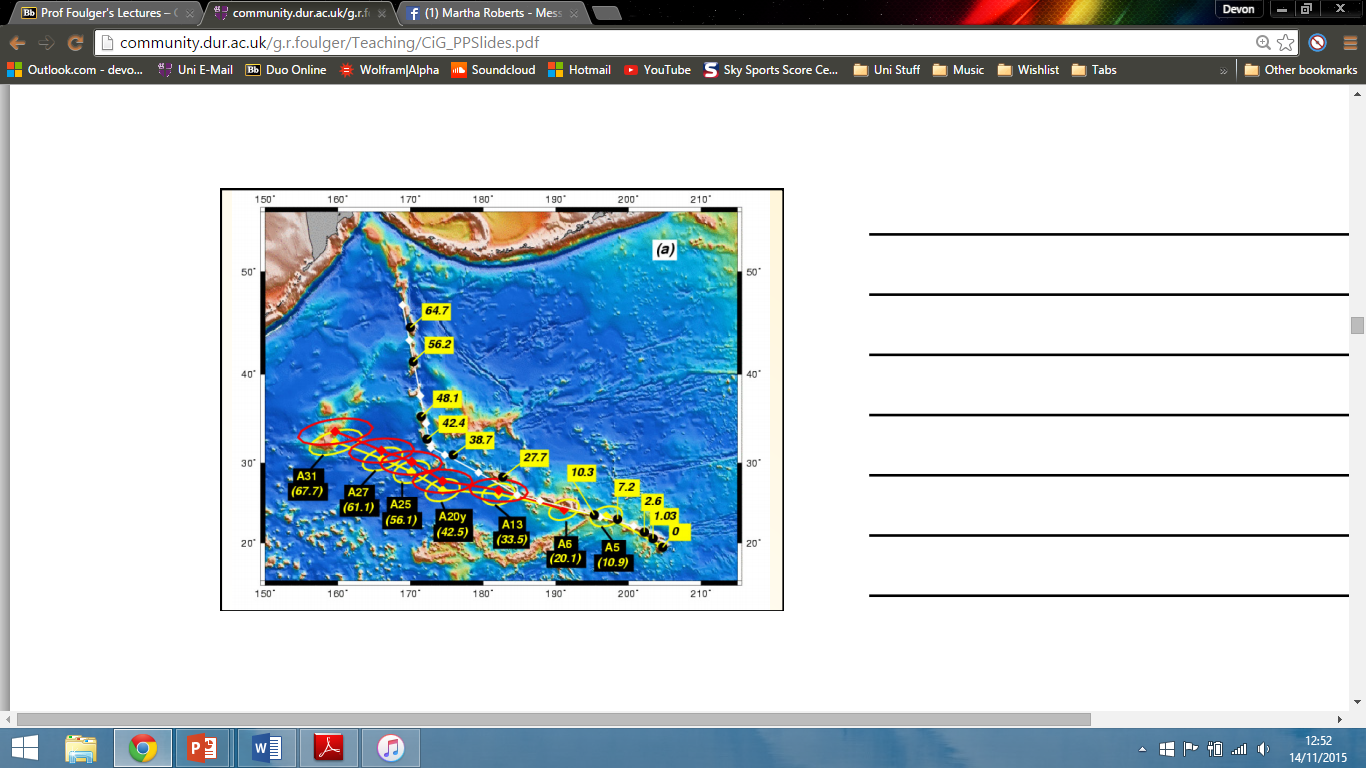 Prof Foulger's Lectures – C
community.dur.ac.uk/g.r.f
(1) Martha Roberts - Mess
Devon
community.dur.ac.uk/g.r.foulger/Teaching/CiG_PPSlides.pdf
Outlook.com - devo... Uni E-Mail Duo Online Wolfram|Alpha Soundcloud Hotmail YouTube Sky Sports Score Ce... Uni Stuff Music Wishlist Tabs » Other bookmarks
150° 160° 170° 180° 190° 200° 210°
(a)
50° 50°
64.7
56.2
40° 40°
48.1
42.4
38.7
30° 30°
27.7
10.3
7.2
2.6
1.03
0
A31
(67.7)
A27
(61.1)
A25
(56.1)
A20y
(42.5)
A13
(33.5)
A6
(20.1)
A5
(10.9)
20° 20°
150° 160° 170° 180° 190° 200° 210°
12:52
14/11/2015